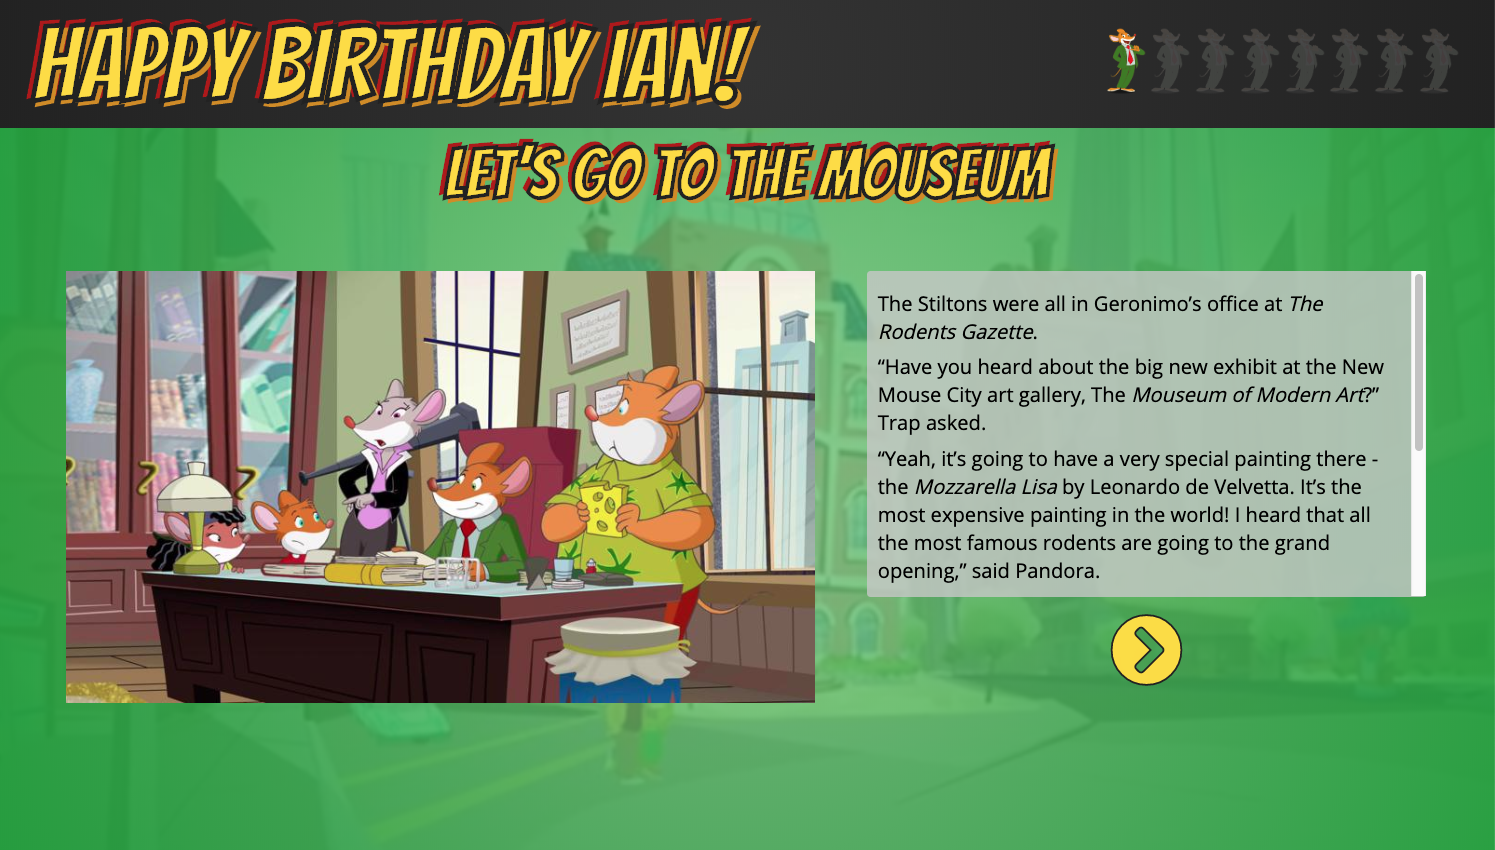 HAPPY BIRTHDAY IAN!
LET'S GO TO THE MOUSEUM
The Stiltons were all in Geronimo’s office at The
Rodents Gazette.
“Have you heard about the big new exhibit at the New
Mouse City art gallery, The Mouseum of Modern Art?”
Trap asked.
“Yeah, it’s going to have a very special painting there -
the Mozzarella Lisa by Leonardo de Velvetta. It’s the
most expensive painting in the world! I heard that all
the most famous rodents are going to the grand
opening,” said Pandora.